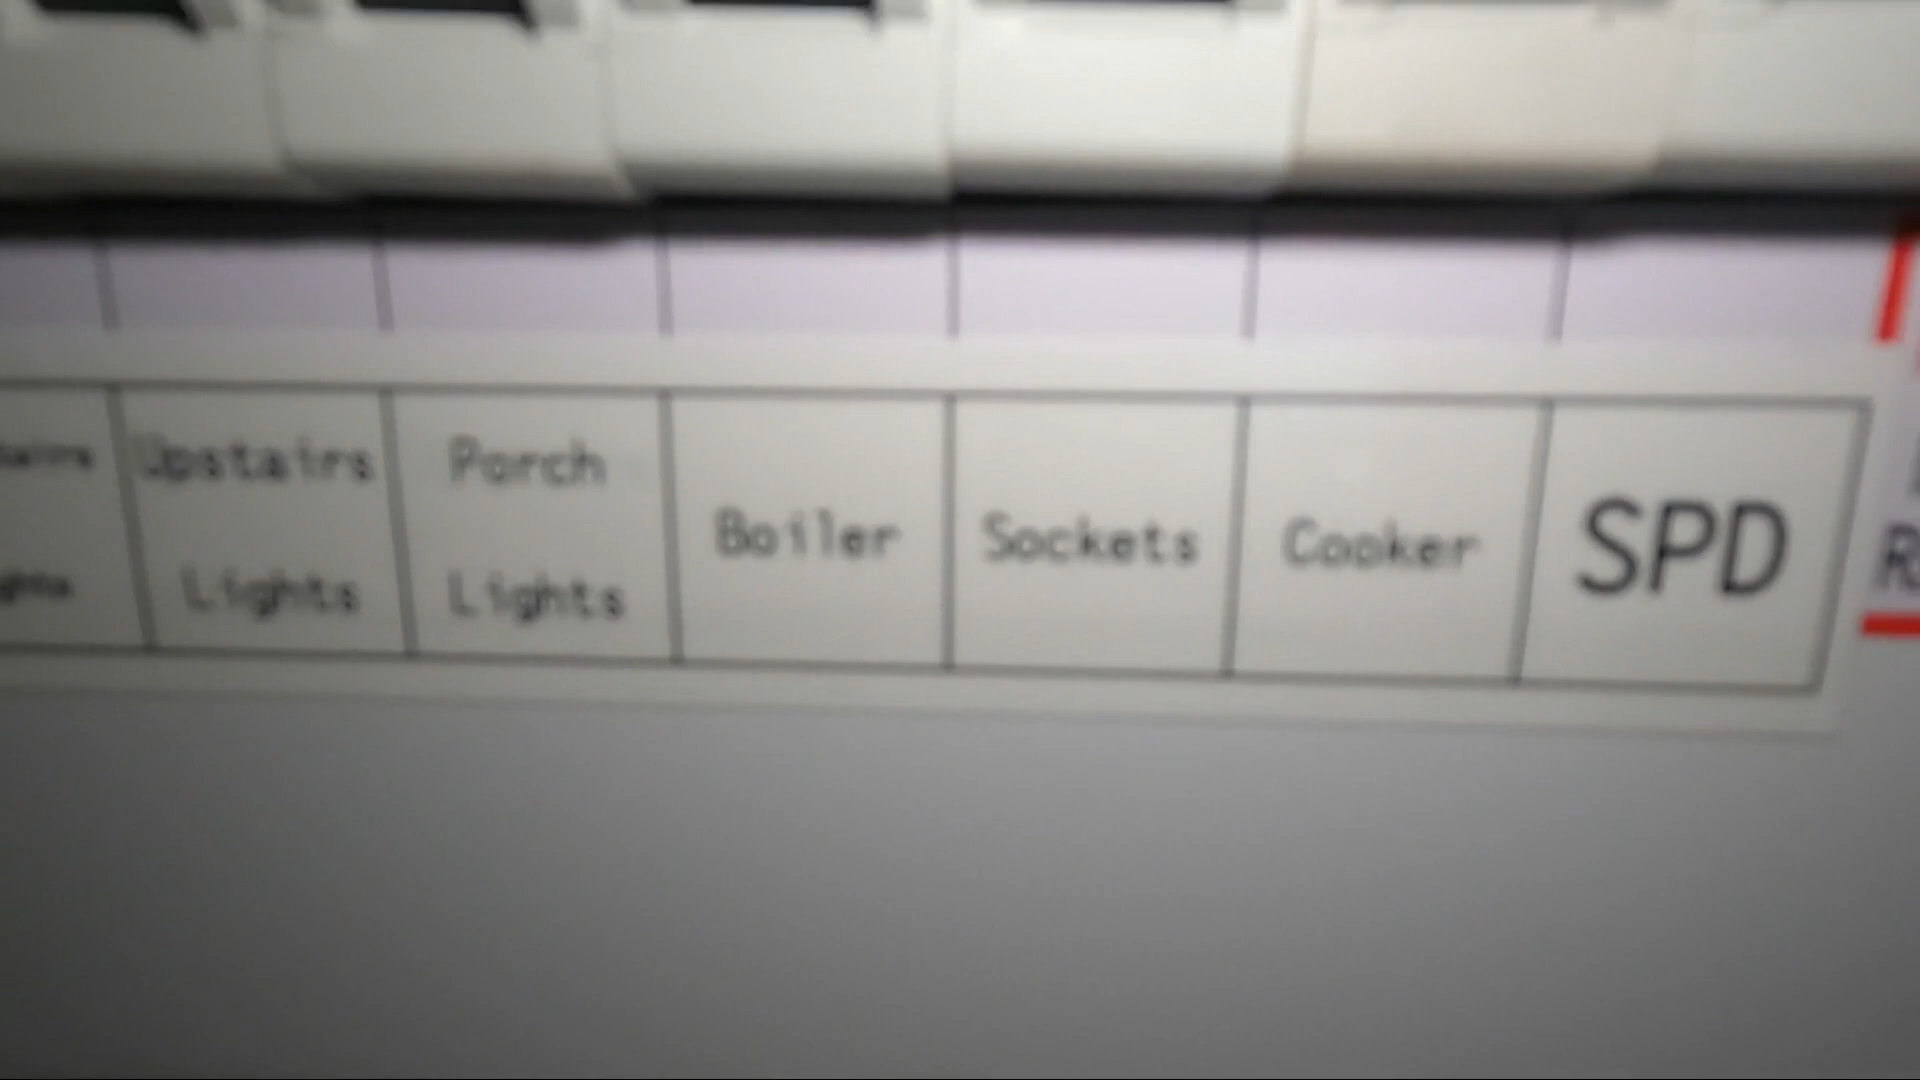 Upstairs
Lights
Porch
Lights
Boiler
Sockets
Cooker
SPD